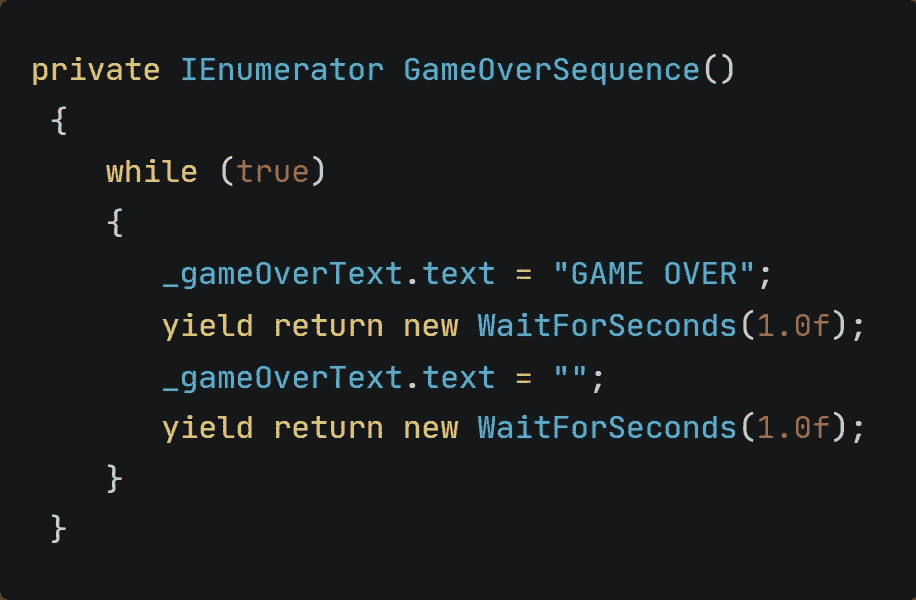 private IEnumerator GameOverSequence()
{
while (true)
{
_gameOverText.text = "GAME OVER";
yield return new WaitForSeconds(1.0f);
_gameOverText.text = "";
yield return new WaitForSeconds(1.0f);
}
}